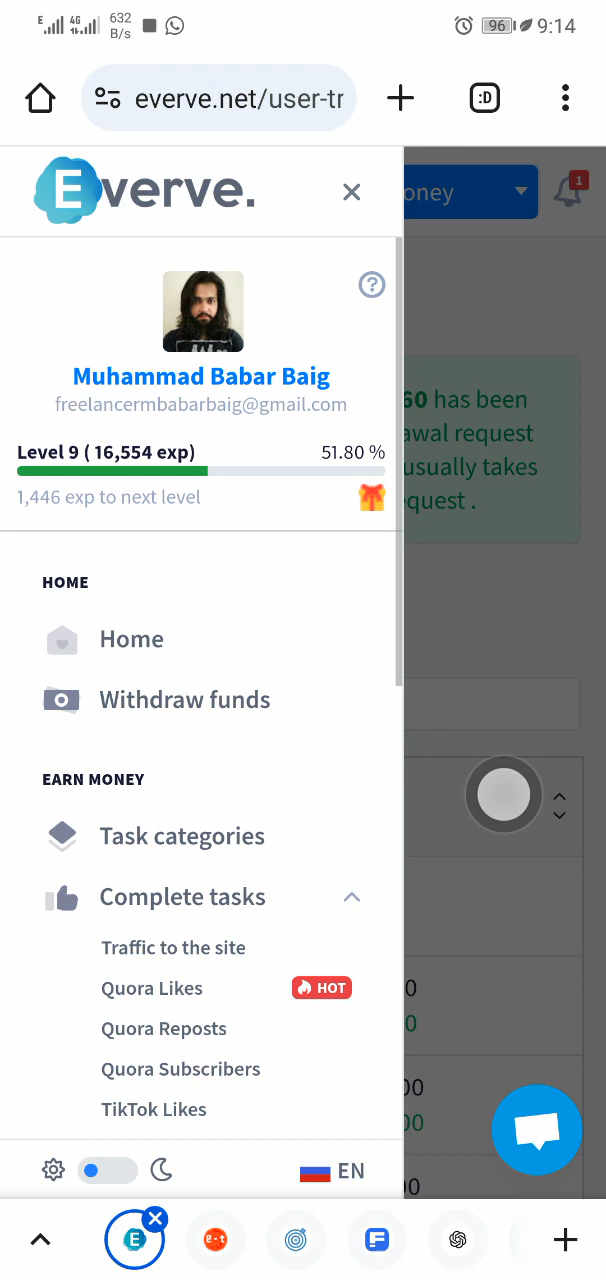 E 4G 632 B/s 96 9:14
everve.net/user-tr :D
Everve. oney 1
Muhammad Babar Baig
freelancermbabarbaig@gmail.com
60 has been
awal request
usually takes
quest .
Level 9 ( 16,554 exp) 51.80 %
1,446 exp to next level
HOME
Home
Withdraw funds
EARN MONEY
Task categories
Complete tasks
Traffic to the site
Quora Likes HOT
0
Quora Reposts
0
Quora Subscribers
00
TikTok Likes
00
EN
00
E e-t F